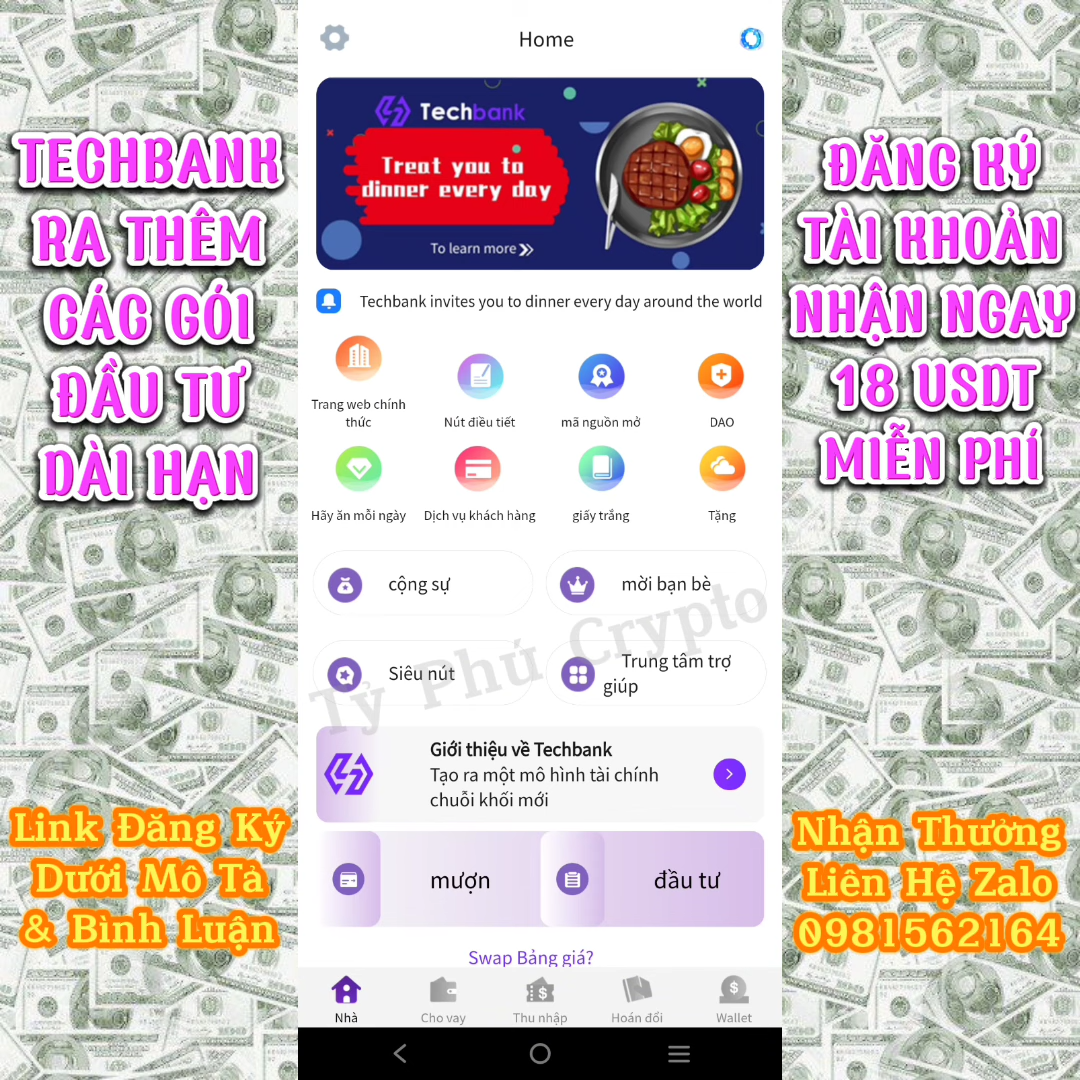 Home
TECHBANK
RA THÊM
CÁC GÓI
ĐẦU TƯ
DÀI HẠN
ĐĂNG KÝ
TÀI KHOẢN
NHẬN NGAY
18 USDT
MIỄN PHÍ
Techbank
Treat you to
dinner every day
To learn more
Techbank invites you to dinner every day around the world
Trang web chính
thức
Nút điều tiết
mã nguồn mở
DAO
Hãy ăn mỗi ngày
Dịch vụ khách hàng
giấy trắng
Tặng
cộng sự
mời bạn bè
Siêu nút
Trung tâm trợ
giúp
Tỷ Phú Crypto
Giới thiệu về Techbank
Tạo ra một mô hình tài chính
chuỗi khối mới
mượn
đầu tư
Swap Bảng giá?
Nhà
Cho vay
Thu nhập
Hoán đổi
Wallet
Link Đăng Ký
Dưới Mô Tả
& Bình Luận
Nhận Thưởng
Liên Hệ Zalo
0981562164